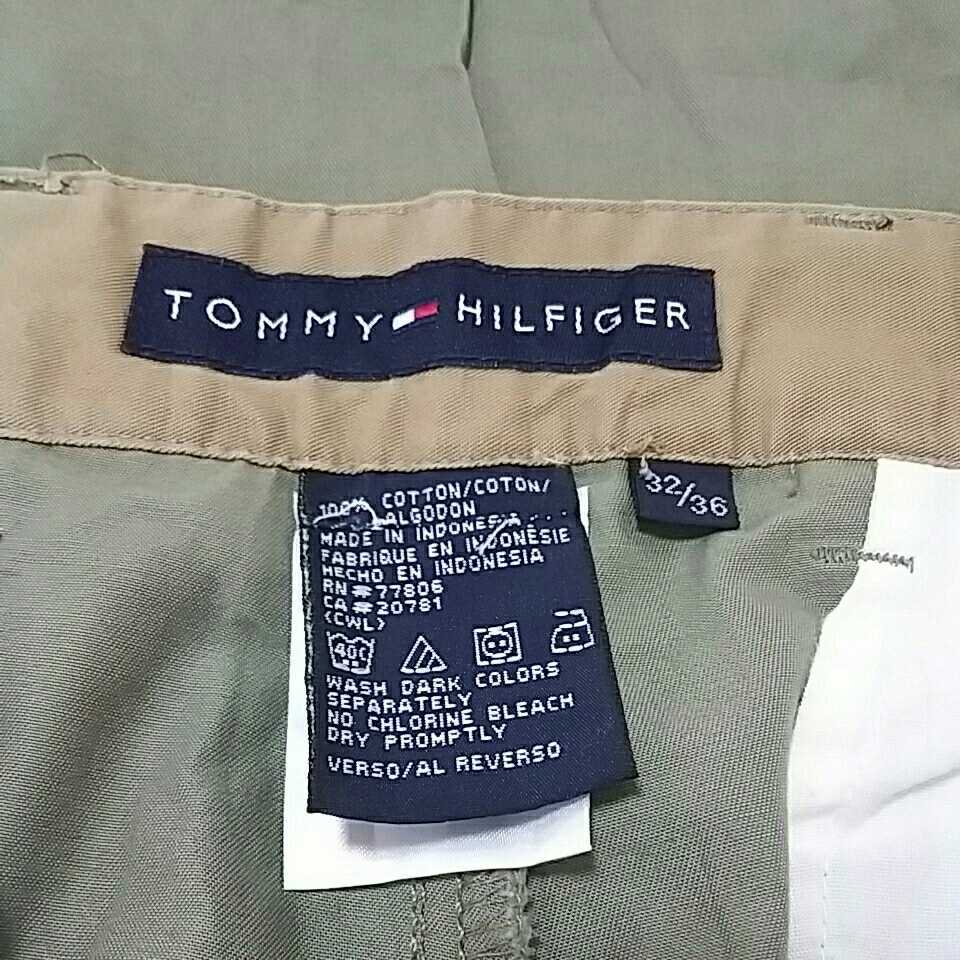 TOMMY HILFIGER
32/36
100% COTTON/COTON/
ALGODON
MADE IN INDONESIA
FABRIQUE EN INDONESIE
HECHO EN INDONESIA
RN#77806
CA#20781
(CWL)
40C
WASH DARK COLORS
SEPARATELY
NO CHLORINE BLEACH
DRY PROMPTLY
VERSO/AL REVERSO